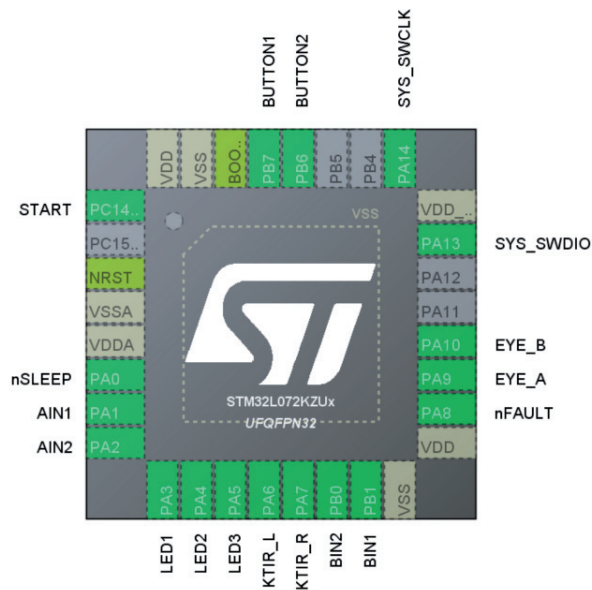 BUTTON1
BUTTON2
SYS_SWCLK
VDD
VSS
BOO..
PB7
PB6
PB5
PB4
PA14
VSS
START PC14..
PC15..
NRST
VSSA
VDDA
nSLEEP PA0
AIN1 PA1
AIN2 PA2
VDD_..
PA13 SYS_SWDIO
PA12
PA11
PA10 EYE_B
PA9 EYE_A
PA8 nFAULT
VDD
ST
STM32L072KZUx
UFQFPN32
PA3
PA4
PA5
PA6
PA7
PB0
PB1
VSS
LED1
LED2
LED3
KTIR_L
KTIR_R
BIN2
BIN1